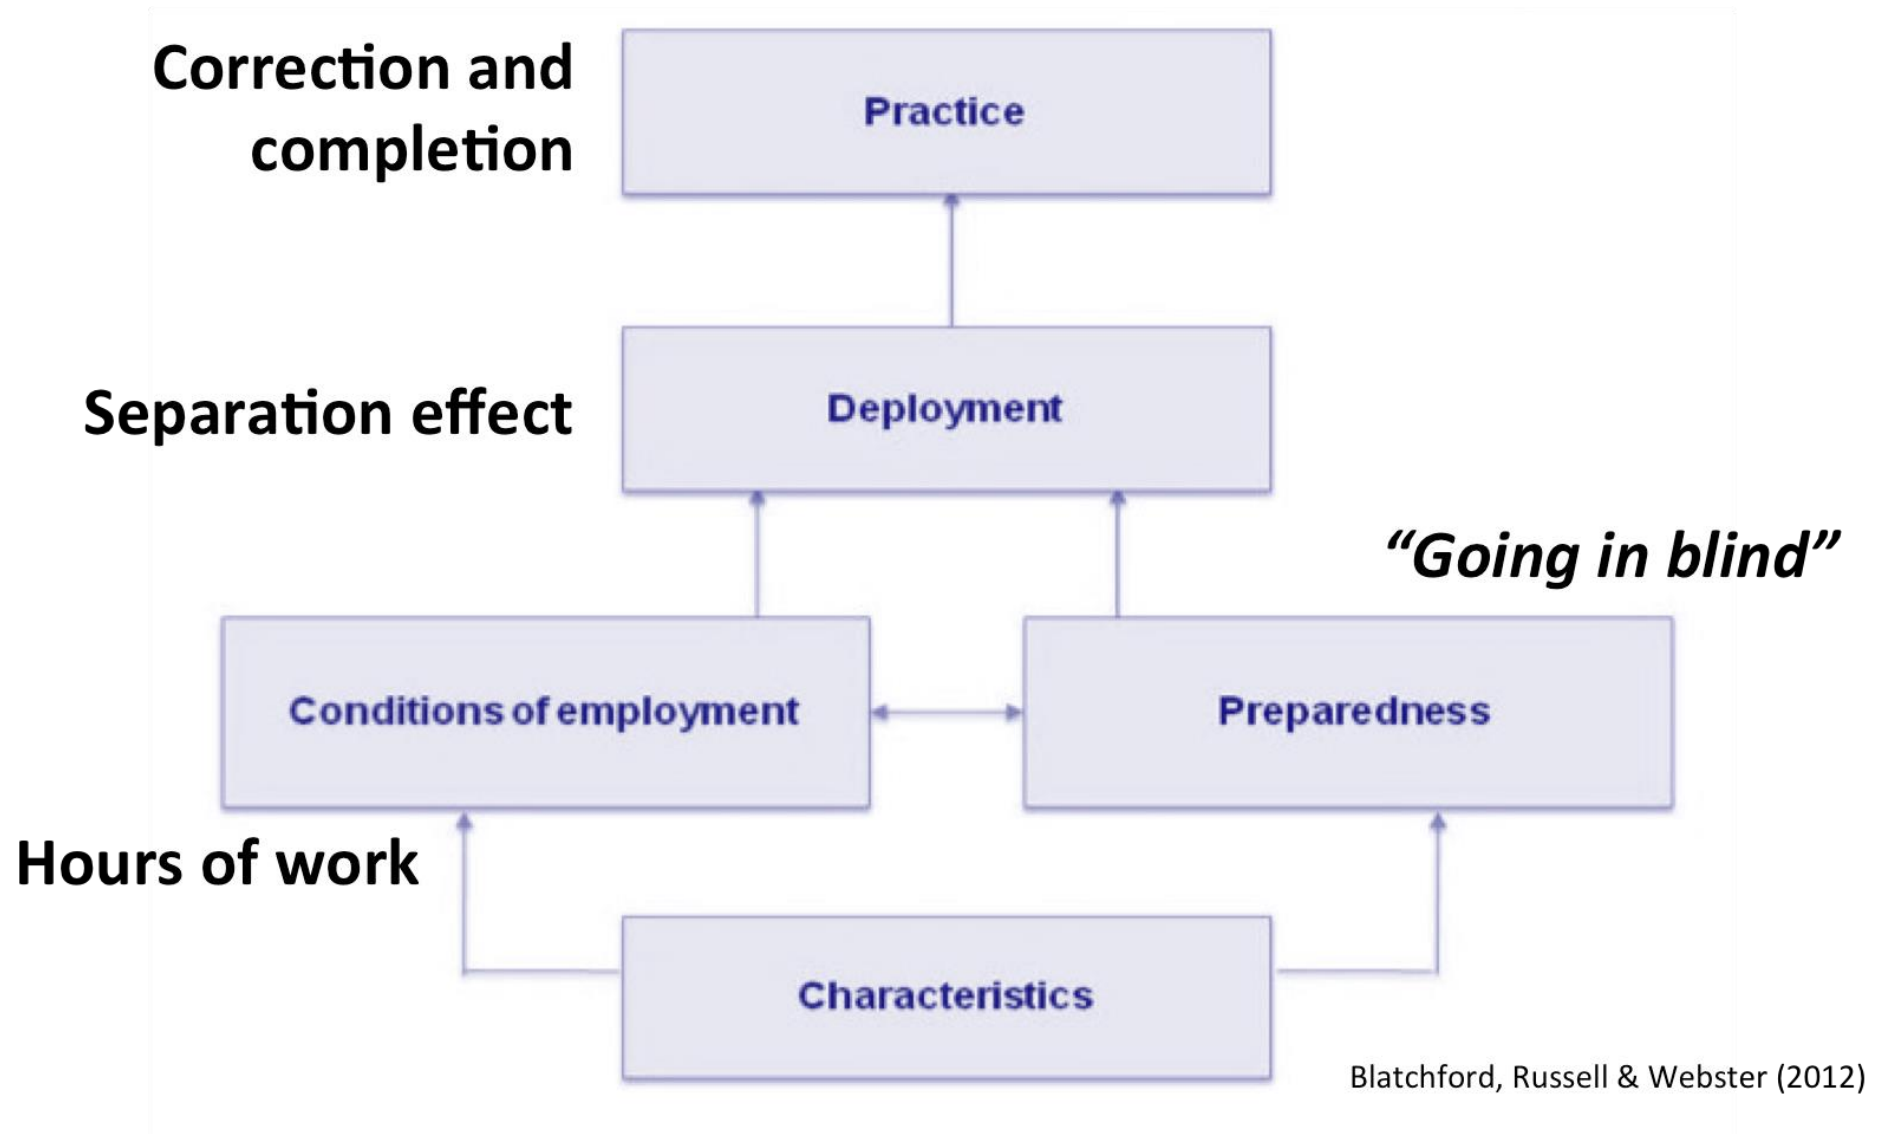 Correction and
completion
Practice
Separation effect
Deployment
“Going in blind”
Conditions of employment
Preparedness
Hours of work
Characteristics
Blatchford, Russell & Webster (2012)